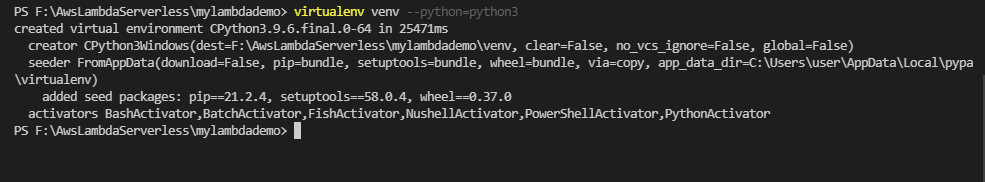 PS F:\AwsLambdaServerless\mylambdademo> virtualenv venv --python=python3
created virtual environment CPython3.9.6.final.0-64 in 25471ms
  creator CPython3Windows(dest=F:\AwsLambdaServerless\mylambdademo\venv, clear=False, no_vcs_ignore=False, global=False)
  seeder FromAppData(download=False, pip=bundle, setuptools=bundle, wheel=bundle, via=copy, app_data_dir=C:\Users\user\AppData\Local\pypa
\virtualenv)
    added seed packages: pip==21.2.4, setuptools==58.0.4, wheel==0.37.0
  activators BashActivator,BatchActivator,FishActivator,NushellActivator,PowerShellActivator,PythonActivator
PS F:\AwsLambdaServerless\mylambdademo>